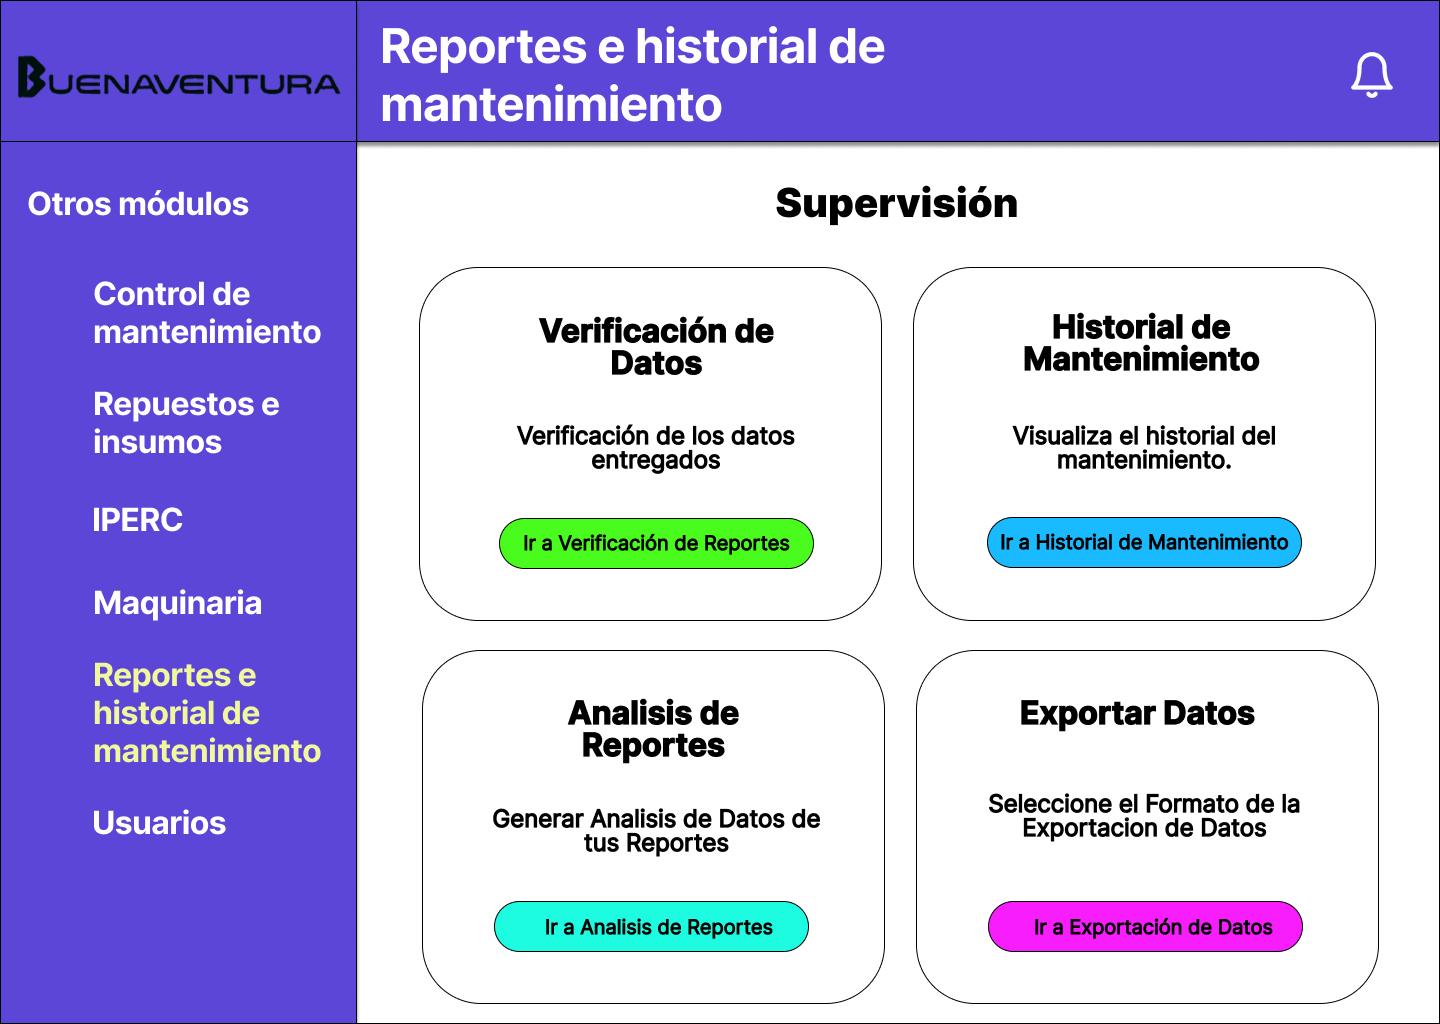 BUENAVENTURA
Reportes e historial de
mantenimiento
Otros módulos
Control de
mantenimiento
Repuestos e
insumos
IPERC
Maquinaria
Reportes e
historial de
mantenimiento
Usuarios
Supervisión
Verificación de
Datos
Verificación de los datos
entregados
Ir a Verificación de Reportes
Historial de
Mantenimiento
Visualiza el historial del
mantenimiento.
Ir a Historial de Mantenimiento
Analisis de
Reportes
Generar Analisis de Datos de
tus Reportes
Ir a Analisis de Reportes
Exportar Datos
Seleccione el Formato de la
Exportacion de Datos
Ir a Exportación de Datos